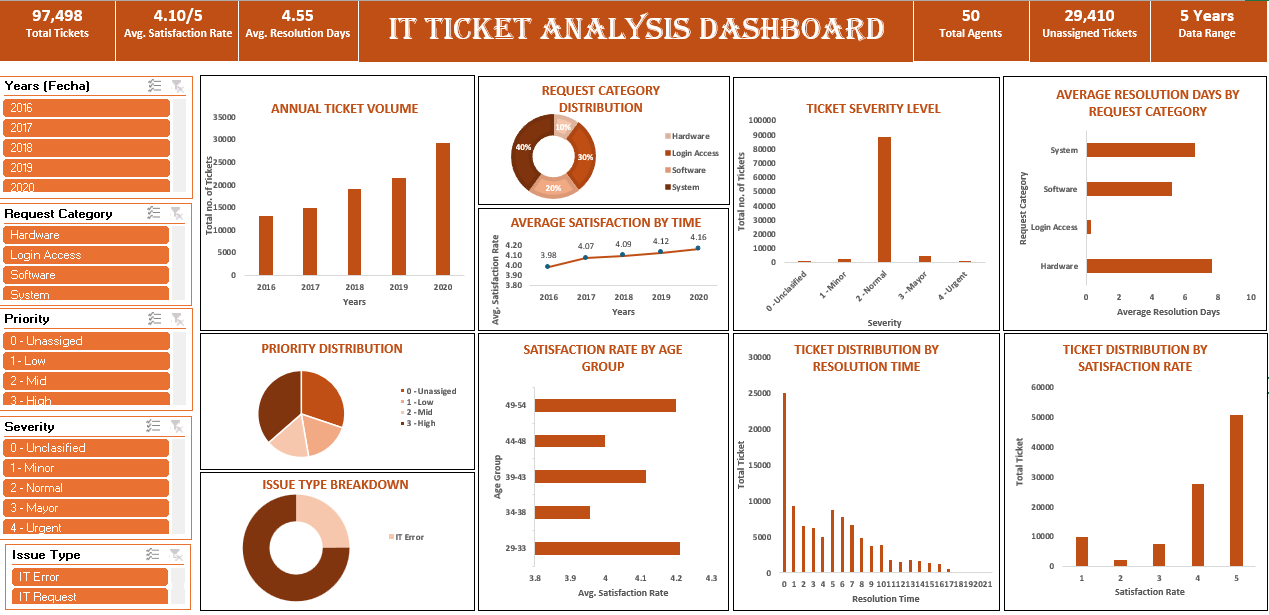 97,498
Total Tickets
4.10/5
Avg. Satisfaction Rate
4.55
Avg. Resolution Days
IT TICKET ANALYSIS DASHBOARD
50
Total Agents
29,410
Unassigned Tickets
5 Years
Data Range
Years (Fecha)
2016
2017
2018
2019
2020
Request Category
Hardware
Login Access
Software
System
Priority
0 - Unassiged
1 - Low
2 - Mid
3 - High
Severity
0 - Unclasified
1 - Minor
2 - Normal
3 - Mayor
4 - Urgent
Issue Type
IT Error
IT Request
ANNUAL TICKET VOLUME
Total no. of Tickets
35000
30000
25000
20000
15000
10000
5000
0
2016 2017 2018 2019 2020
Years
REQUEST CATEGORY
DISTRIBUTION
10%
30%
20%
40%
Hardware
Login Access
Software
System
AVERAGE SATISFACTION BY TIME
Avg. Satisfaction Rate
4.20
4.10
4.00
3.90
3.80
3.98 4.07 4.09 4.12 4.16
2016 2017 2018 2019 2020
Years
TICKET SEVERITY LEVEL
Total no. of Tickets
100000
90000
80000
70000
60000
50000
40000
30000
20000
10000
0
0 - Unclasified
1 - Minor
2 - Normal
3 - Mayor
4 - Urgent
Severity
AVERAGE RESOLUTION DAYS BY
REQUEST CATEGORY
Request Category
System
Software
Login Access
Hardware
0 2 4 6 8 10
Average Resolution Days
PRIORITY DISTRIBUTION
0 - Unassiged
1 - Low
2 - Mid
3 - High
ISSUE TYPE BREAKDOWN
IT Error
SATISFACTION RATE BY AGE
GROUP
Age Group
49-54
44-48
39-43
34-38
29-33
3.8 3.9 4 4.1 4.2 4.3
Avg. Satisfaction Rate
TICKET DISTRIBUTION BY
RESOLUTION TIME
Total Ticket
30000
25000
20000
15000
10000
5000
0
0 1 2 3 4 5 6 7 8 9 101112131415161718192021
Resolution Time
TICKET DISTRIBUTION BY
SATISFACTION RATE
Total Ticket
60000
50000
40000
30000
20000
10000
0
1 2 3 4 5
Satisfaction Rate